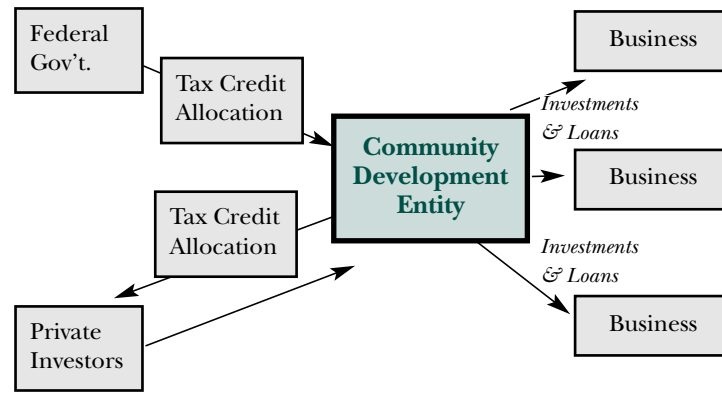 Federal
Gov't.
Tax Credit
Allocation
Business
Investments
& Loans
Community
Development
Entity
Business
Tax Credit
Allocation
Investments
& Loans
Private
Investors
Business